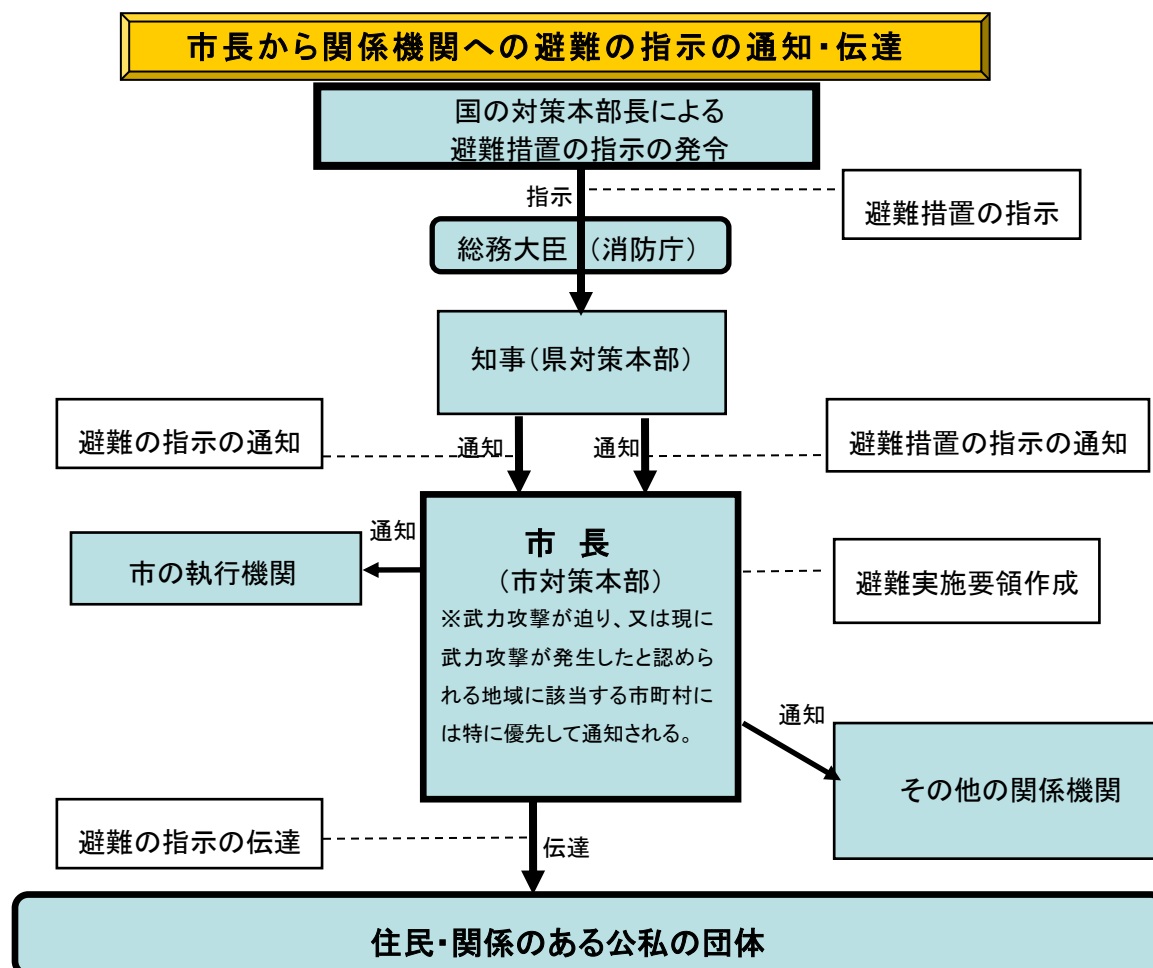 市長から関係機関への避難の指示の通知・伝達
国の対策本部長による
避難措置の指示の発令
指示
避難措置の指示
総務大臣（消防庁）
知事（県対策本部）
避難の指示の通知
通知
通知
避難措置の指示の通知
通知
市の執行機関
市 長
（市対策本部）
※武力攻撃が迫り、又は現に
武力攻撃が発生したと認めら
れる地域に該当する市町村に
は特に優先して通知される。
避難実施要領作成
通知
その他の関係機関
避難の指示の伝達
伝達
住民・関係のある公私の団体